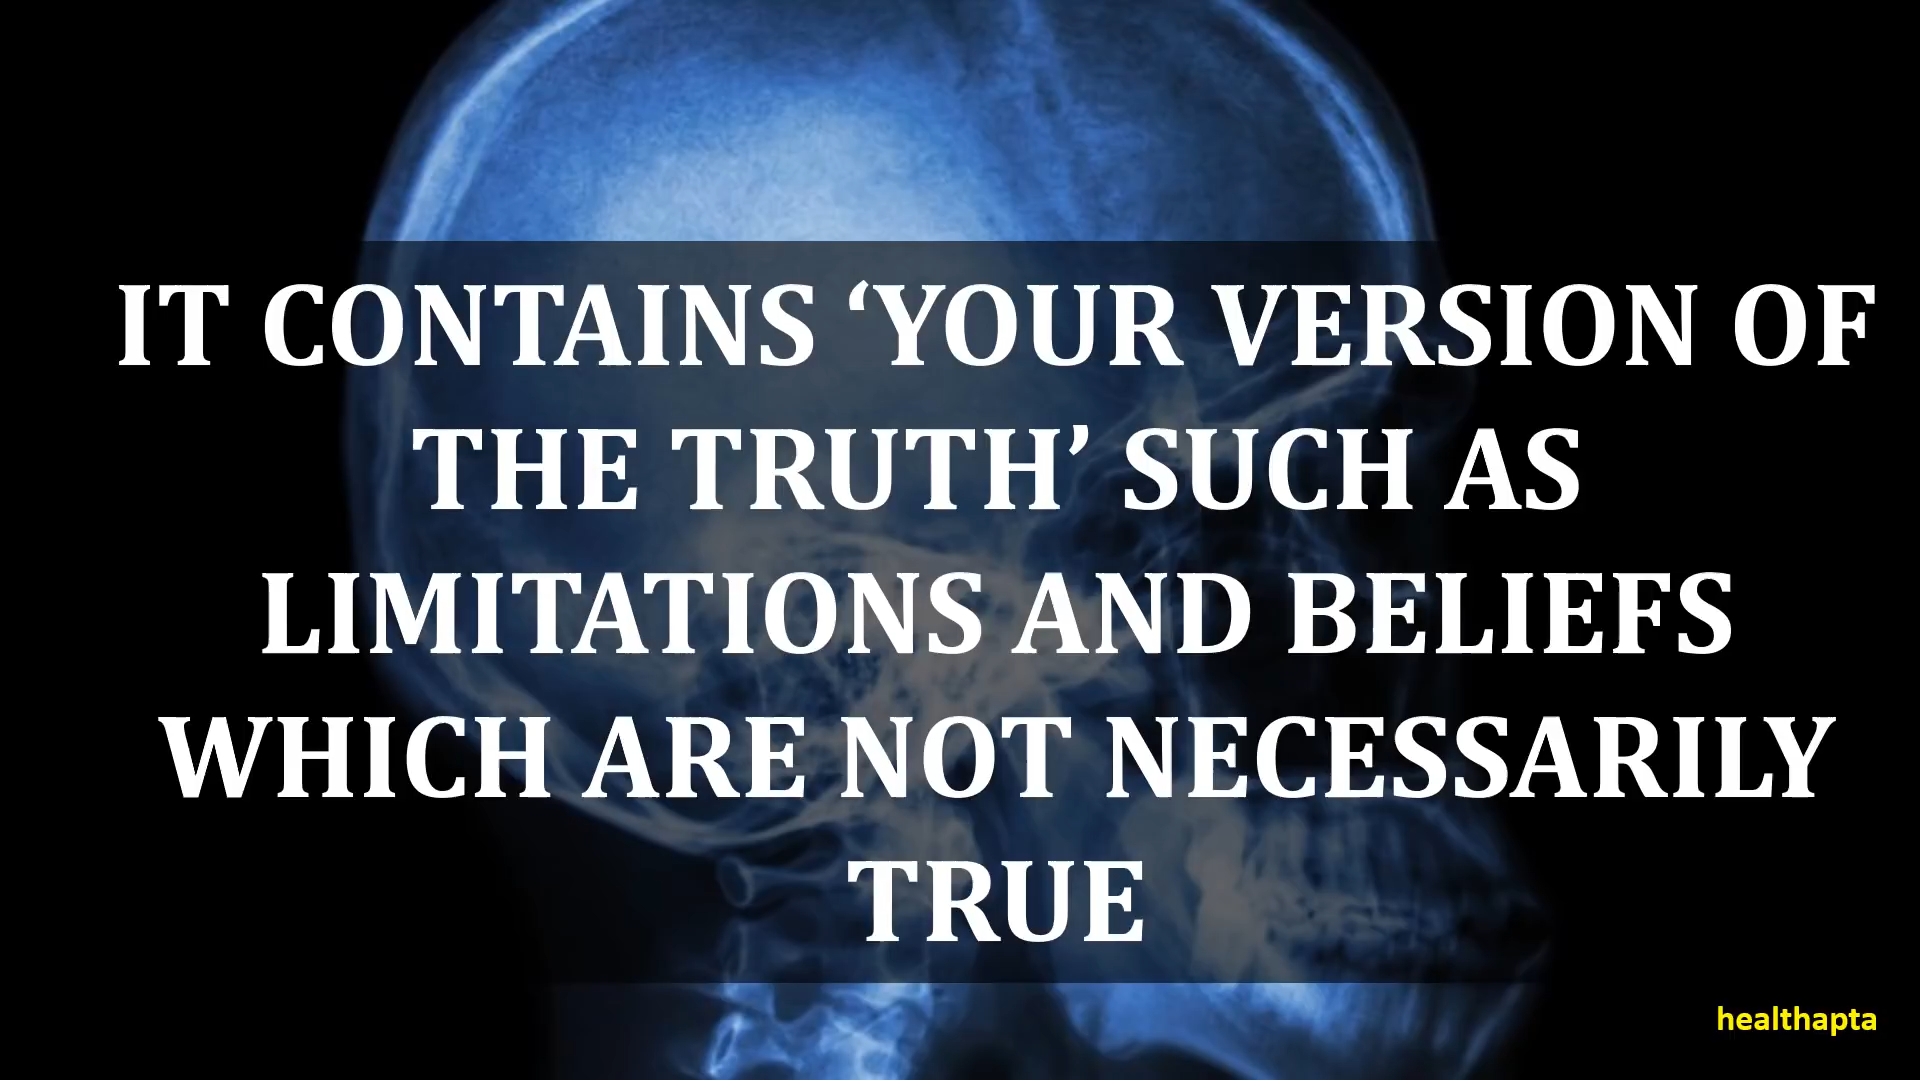 IT CONTAINS ‘YOUR VERSION OF
THE TRUTH’ SUCH AS
LIMITATIONS AND BELIEFS
WHICH ARE NOT NECESSARILY
TRUE
healthapta